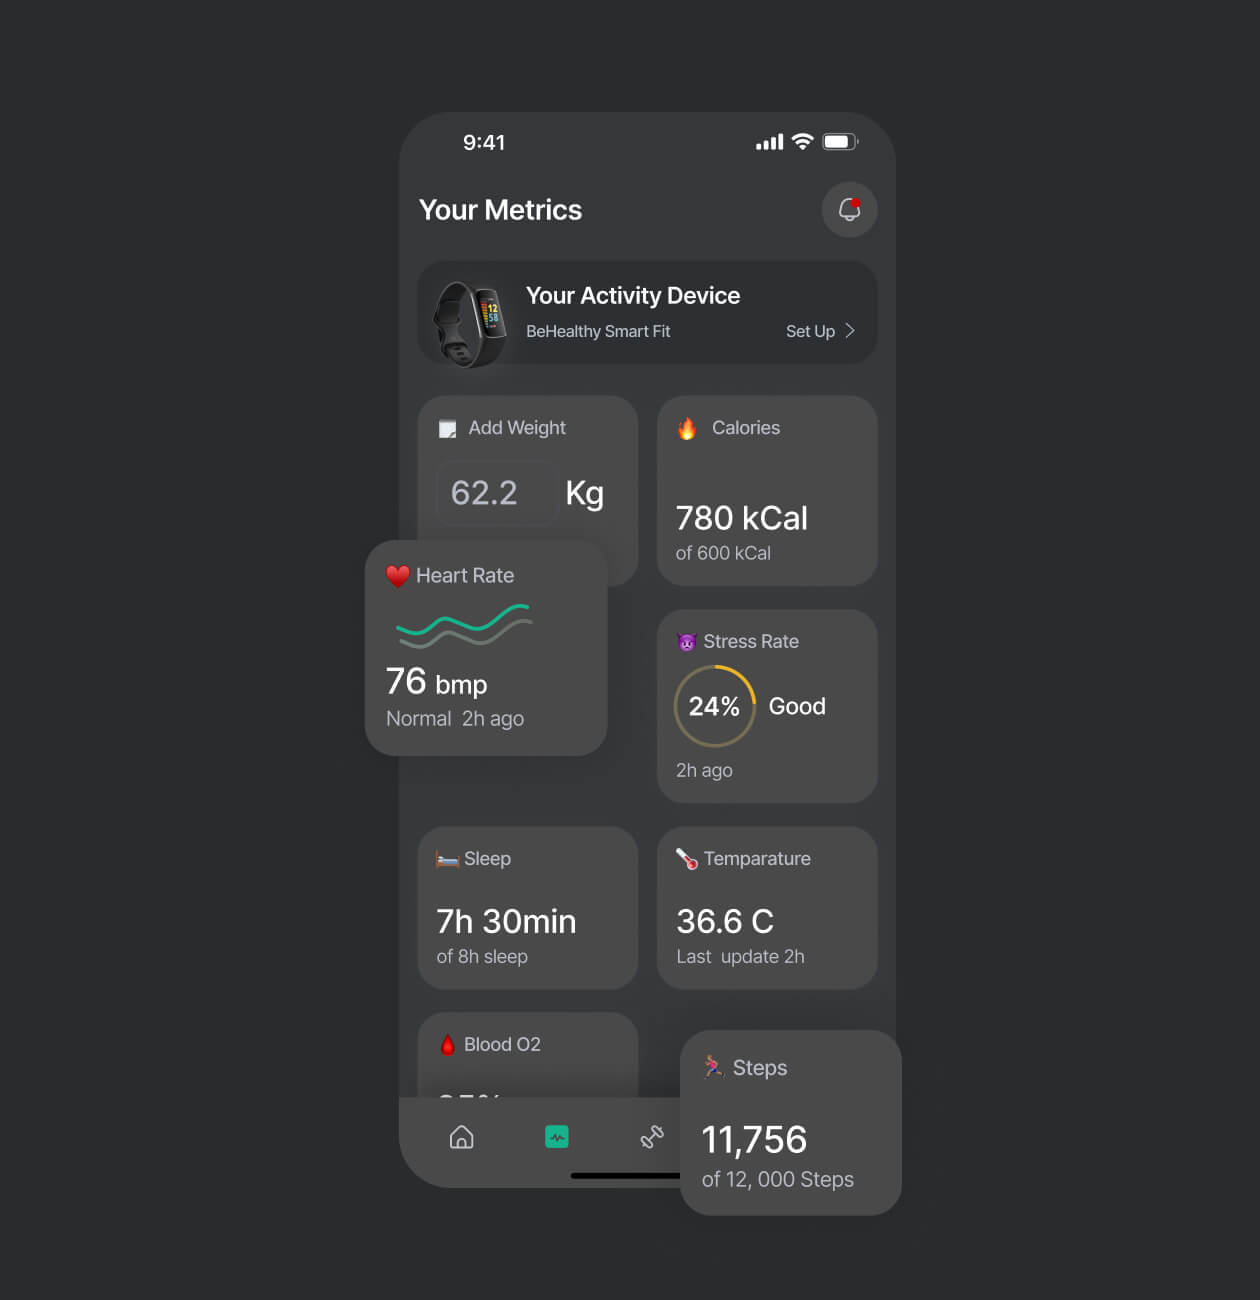 9:41
Your Metrics
Your Activity Device
BeHealthy Smart Fit
Set Up
12
58
Add Weight
62.2 Kg
Calories
780 kCal
of 600 kCal
Heart Rate
76 bmp
Normal 2h ago
Stress Rate
24% Good
2h ago
Sleep
7h 30min
of 8h sleep
Temparature
36.6 C
Last update 2h
Blood O2
Steps
11,756
of 12, 000 Steps